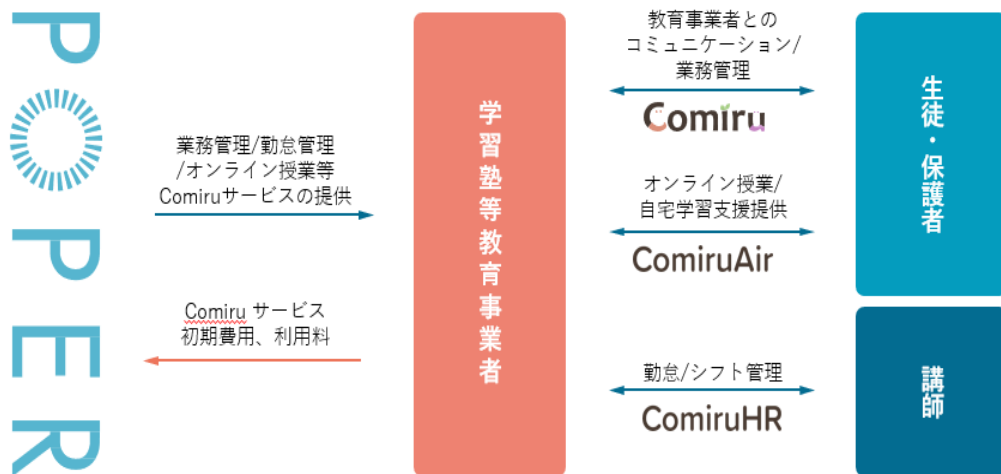 POPER
業務管理/勤怠管理
/オンライン授業等
Comiruサービスの提供
Comiru サービス
初期費用、利用料
学習塾等教育事業者
教育事業者との
コミュニケーション/
業務管理
Comiru
オンライン授業/
自宅学習支援提供
ComiruAir
勤怠/シフト管理
ComiruHR
生徒・保護者
講師